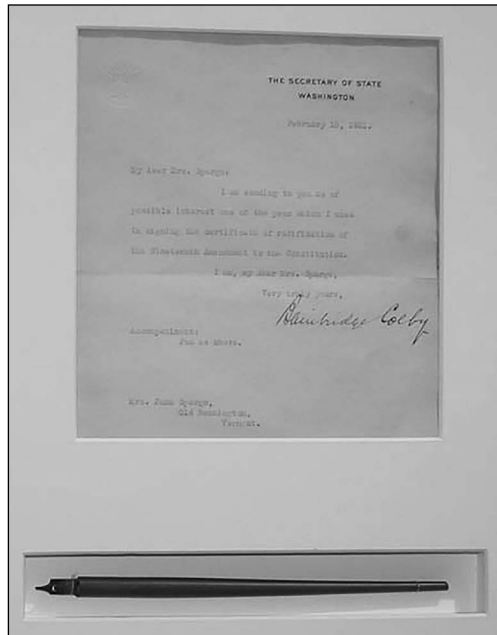 THE SECRETARY OF STATE
WASHINGTON
February 15, 1921.
My dear Mrs. Spargo:
I am sending to you as of
possible interest one of the pens which I used
in signing the certificate of ratification of
the Nineteenth Amendment to the Constitution.
I am, my dear Mrs. Spargo,
Very truly yours,
Bainbridge Colby
Accompaniment:
Pen as above.
Mrs. John Spargo,
Old Bennington,
Vermont.